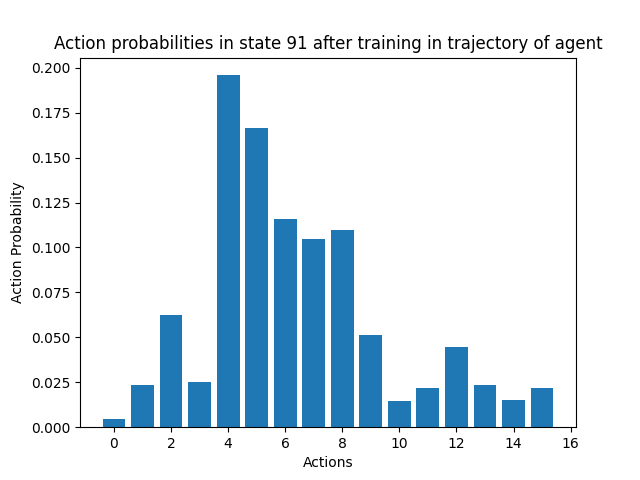 Action probabilities in state 91 after training in trajectory of agent
0.200
0.175
0.150
0.125
0.100
0.075
0.050
0.025
0.000
Action Probability
0 2 4 6 8 10 12 14 16
Actions